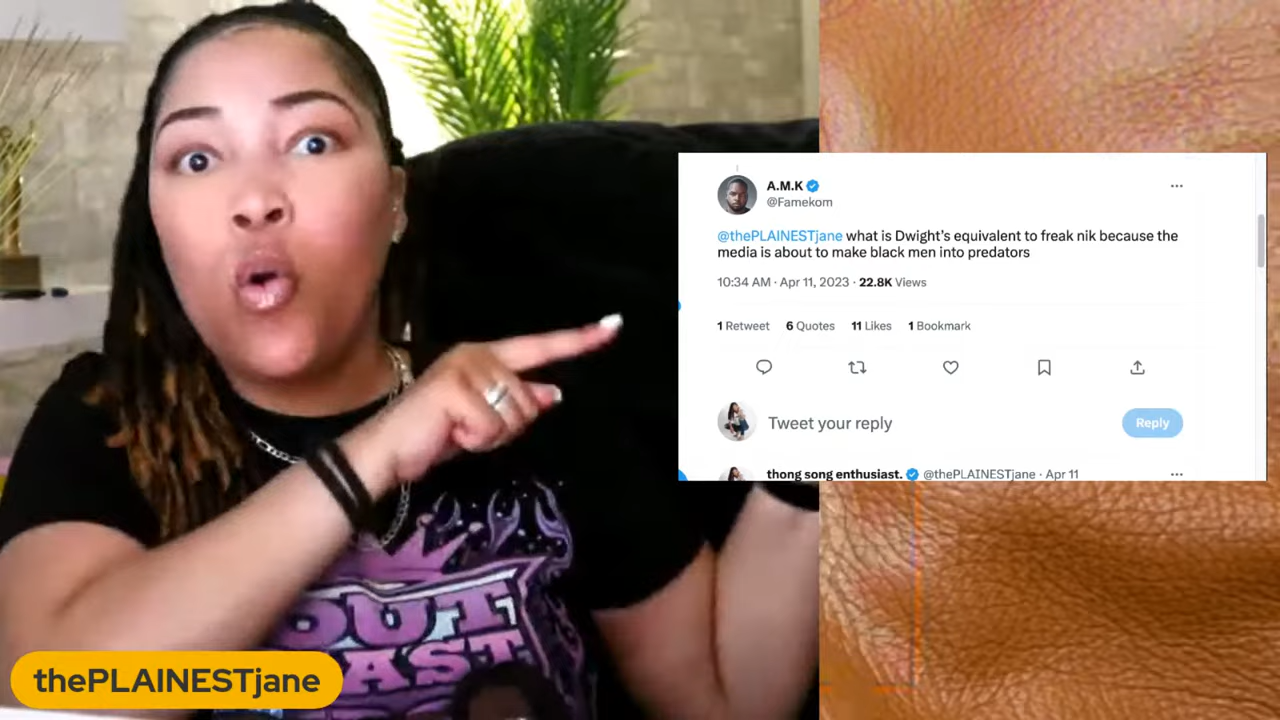 A.M.K
@Famekom
@thePLAINESTjane what is Dwight's equivalent to freak nik because the
media is about to make black men into predators
10:34 AM · Apr 11, 2023 · 22.8K Views
1 Retweet 6 Quotes 11 Likes 1 Bookmark
Tweet your reply
Reply
thong song enthusiast. @thePLAINESTjane · Apr 11
OUT
KAST
thePLAINESTjane